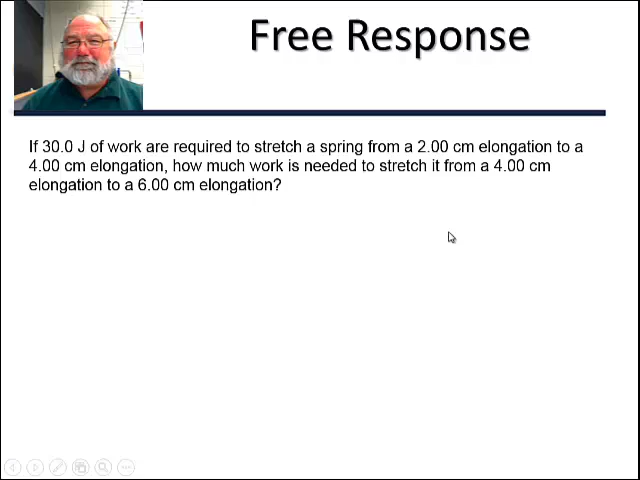 Free Response
If 30.0 J of work are required to stretch a spring from a 2.00 cm elongation to a
4.00 cm elongation, how much work is needed to stretch it from a 4.00 cm
elongation to a 6.00 cm elongation?